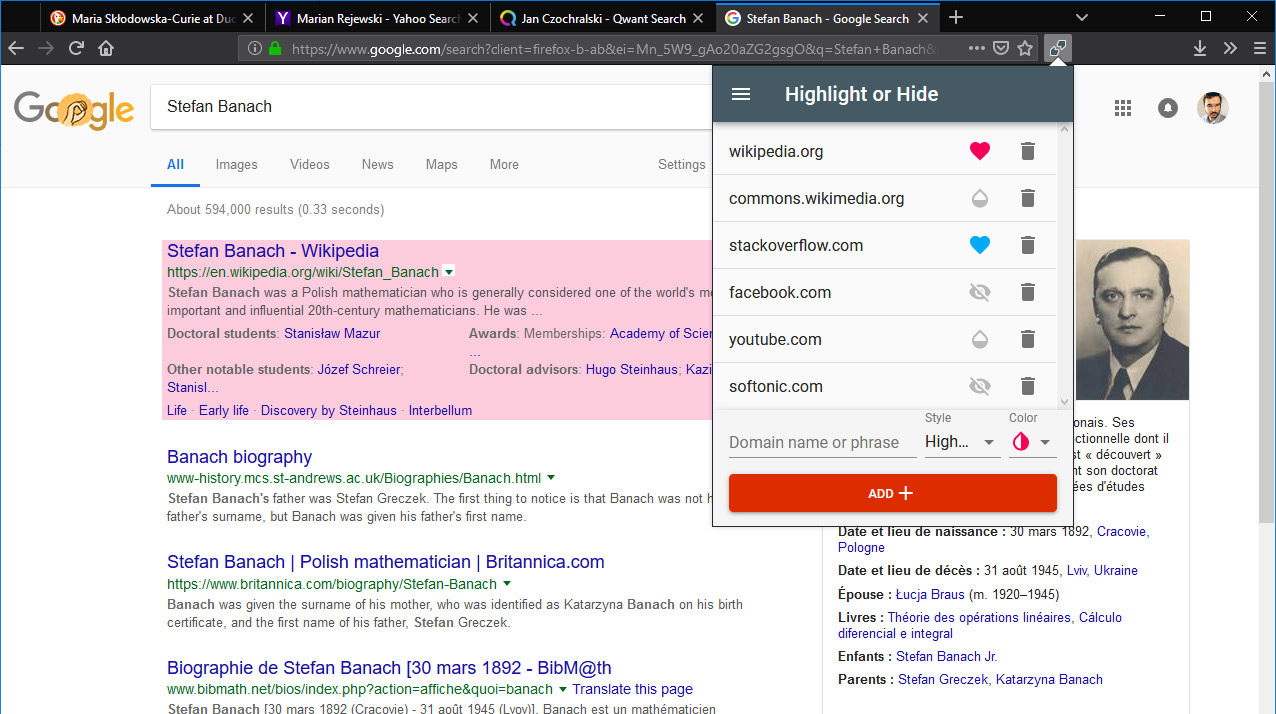 Maria Skłodowska-Curie at Duc
Marian Rejewski - Yahoo Search
Jan Czochralski - Qwant Search
Stefan Banach - Google Search
https://www.google.com/search?client=firefox-b-ab&ei=Mn_5W9_gAo20aZG2gsgO&q=Stefan+Banach&
Google
Stefan Banach
All
Images
Videos
News
Maps
More
Settings
About 594,000 results (0.33 seconds)
Stefan Banach - Wikipedia
https://en.wikipedia.org/wiki/Stefan_Banach
Stefan Banach was a Polish mathematician who is generally considered one of the world's
important and influential 20th-century mathematicians. He was ...
Doctoral students: Stanisław Mazur
Awards: Memberships: Academy of
...
Other notable students: Józef Schreier;
Stanisl...
Doctoral advisors: Hugo Steinhaus;
Life · Early life · Discovery by Steinhaus · Interbellum
Banach biography
www-history.mcs.st-andrews.ac.uk/Biographies/Banach.html
Stefan Banach's father was Stefan Greczek. The first thing to notice is that Banach was not
father's surname, but Banach was given his father's first name.
Stefan Banach | Polish mathematician | Britannica.com
https://www.britannica.com/biography/Stefan-Banach
Banach was given the surname of his mother, who was identified as Katarzyna Banach on his birth
certificate, and the first name of his father, Stefan Greczek.
Biographie de Stefan Banach [30 mars 1892 - BibM@th
www.bibmath.net/bios/index.php?action=affiche&quoi=banach
Translate this page
Stefan Banach [30 mars 1892 (Cracovie) - 31 août 1945 (Lvov)]. Banach est un mathématicien
Highlight or Hide
wikipedia.org
commons.wikimedia.org
stackoverflow.com
facebook.com
youtube.com
softonic.com
Style
Color
Domain name or phrase
High...
ADD
onais. Ses
ctionnelle dont il
st « découvert »
nt son doctorat
ées d'études
Date et lieu de naissance : 30 mars 1892, Cracovie,
Pologne
Date et lieu de décès : 31 août 1945, Lviv, Ukraine
Épouse : Łucja Braus (m. 1920–1945)
Livres : Théorie des opérations linéaires, Cálculo
diferencial e integral
Enfants : Stefan Banach Jr.
Parents : Stefan Greczek, Katarzyna Banach